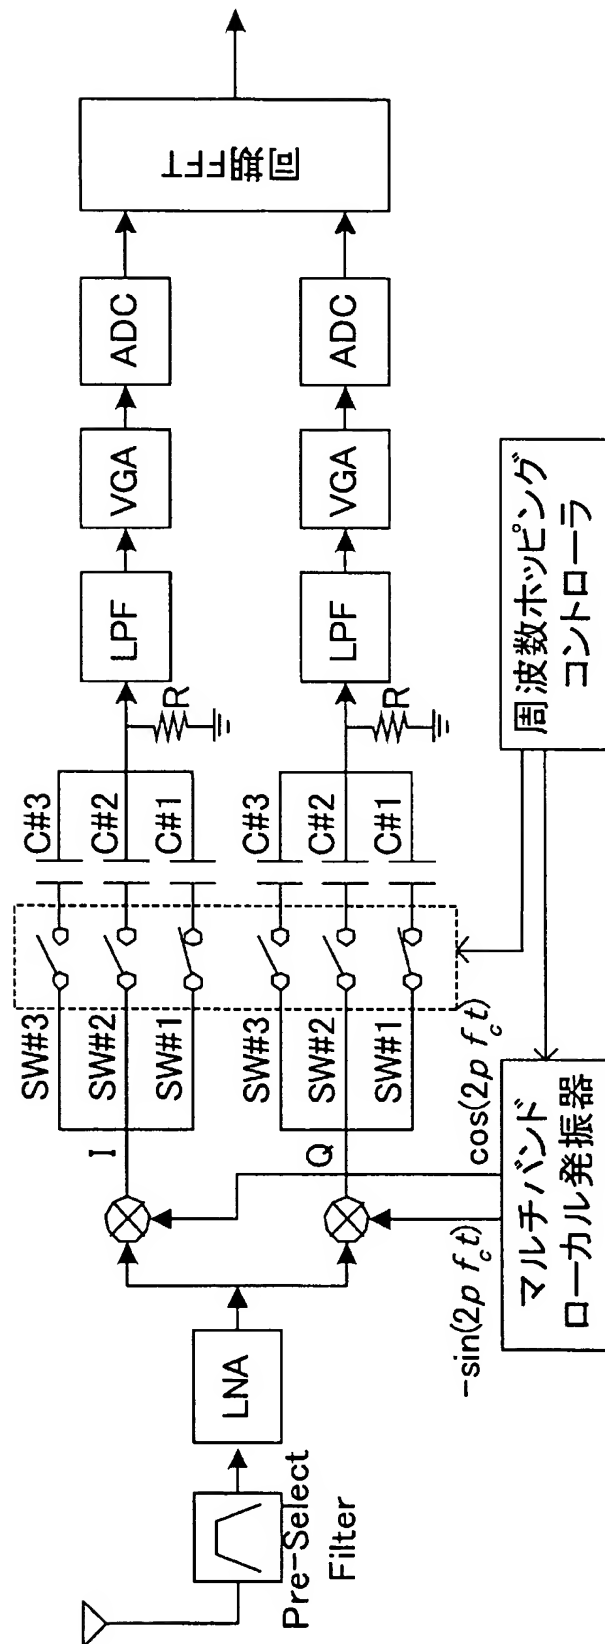 Pre-Select
Filter
LNA
I
SW#3
SW#2
SW#1
C#3
C#2
C#1
R
LPF
VGA
ADC
同期FFT
Q
SW#3
SW#2
SW#1
C#3
C#2
C#1
R
LPF
VGA
ADC
-sin(2p f_c t)
cos(2p f_c t)
マルチバンド
ローカル発振器
周波数ホッピング
コントローラ